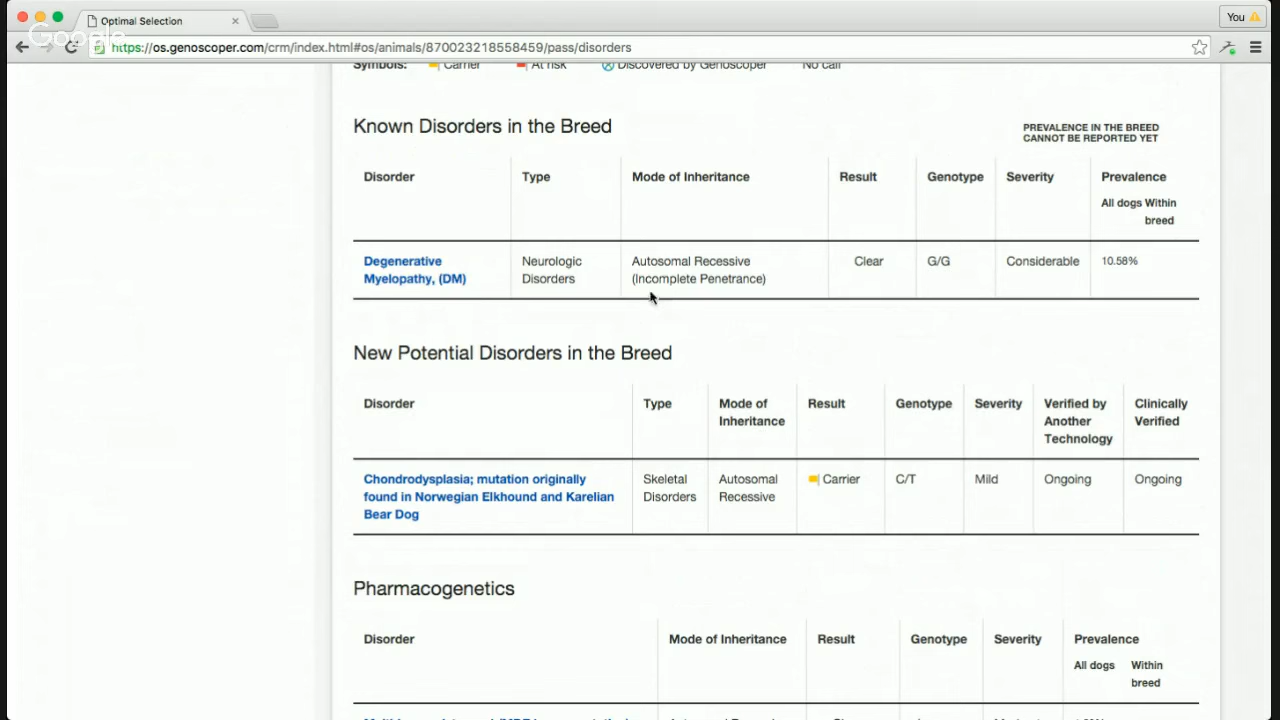 Optimal Selection
You
Google
https://os.genoscoper.com/crm/index.html#os/animals/870023218558459/pass/disorders
Symbols: Carrier At risk Discovered by Genoscoper No call
Known Disorders in the Breed
PREVALENCE IN THE BREED
CANNOT BE REPORTED YET
Disorder Type Mode of Inheritance Result Genotype Severity Prevalence
All dogs Within
breed
Degenerative Neurologic Autosomal Recessive Clear G/G Considerable 10.58%
Myelopathy, (DM) Disorders (Incomplete Penetrance)
New Potential Disorders in the Breed
Disorder Type Mode of Result Genotype Severity Verified by Clinically
Inheritance Another Verified
Technology
Chondrodysplasia; mutation originally Skeletal Autosomal Carrier C/T Mild Ongoing Ongoing
found in Norwegian Elkhound and Karelian Disorders Recessive
Bear Dog
Pharmacogenetics
Disorder Mode of Inheritance Result Genotype Severity Prevalence
All dogs Within
breed